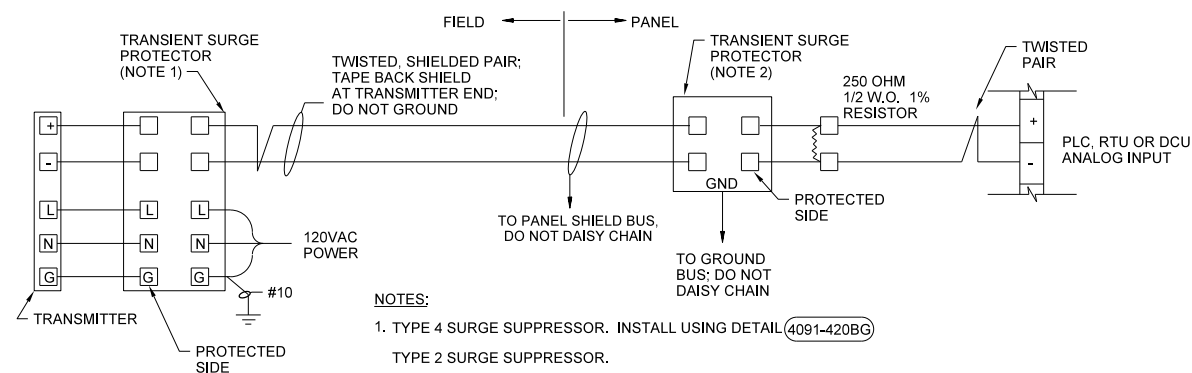 FIELD
PANEL
TRANSIENT SURGE
PROTECTOR
(NOTE 1)
TWISTED, SHIELDED PAIR;
TAPE BACK SHIELD
AT TRANSMITTER END;
DO NOT GROUND
TRANSIENT SURGE
PROTECTOR
(NOTE 2)
250 OHM
1/2 W.O. 1%
RESISTOR
TWISTED
PAIR
+
-
L
N
G
L
N
G
L
N
G
120VAC
POWER
#10
TRANSMITTER
PROTECTED
SIDE
TO PANEL SHIELD BUS,
DO NOT DAISY CHAIN
GND
PROTECTED
SIDE
TO GROUND
BUS; DO NOT
DAISY CHAIN
+
-
PLC, RTU OR DCU
ANALOG INPUT
NOTES:
1. TYPE 4 SURGE SUPPRESSOR. INSTALL USING DETAIL 4091-420BG
TYPE 2 SURGE SUPPRESSOR.